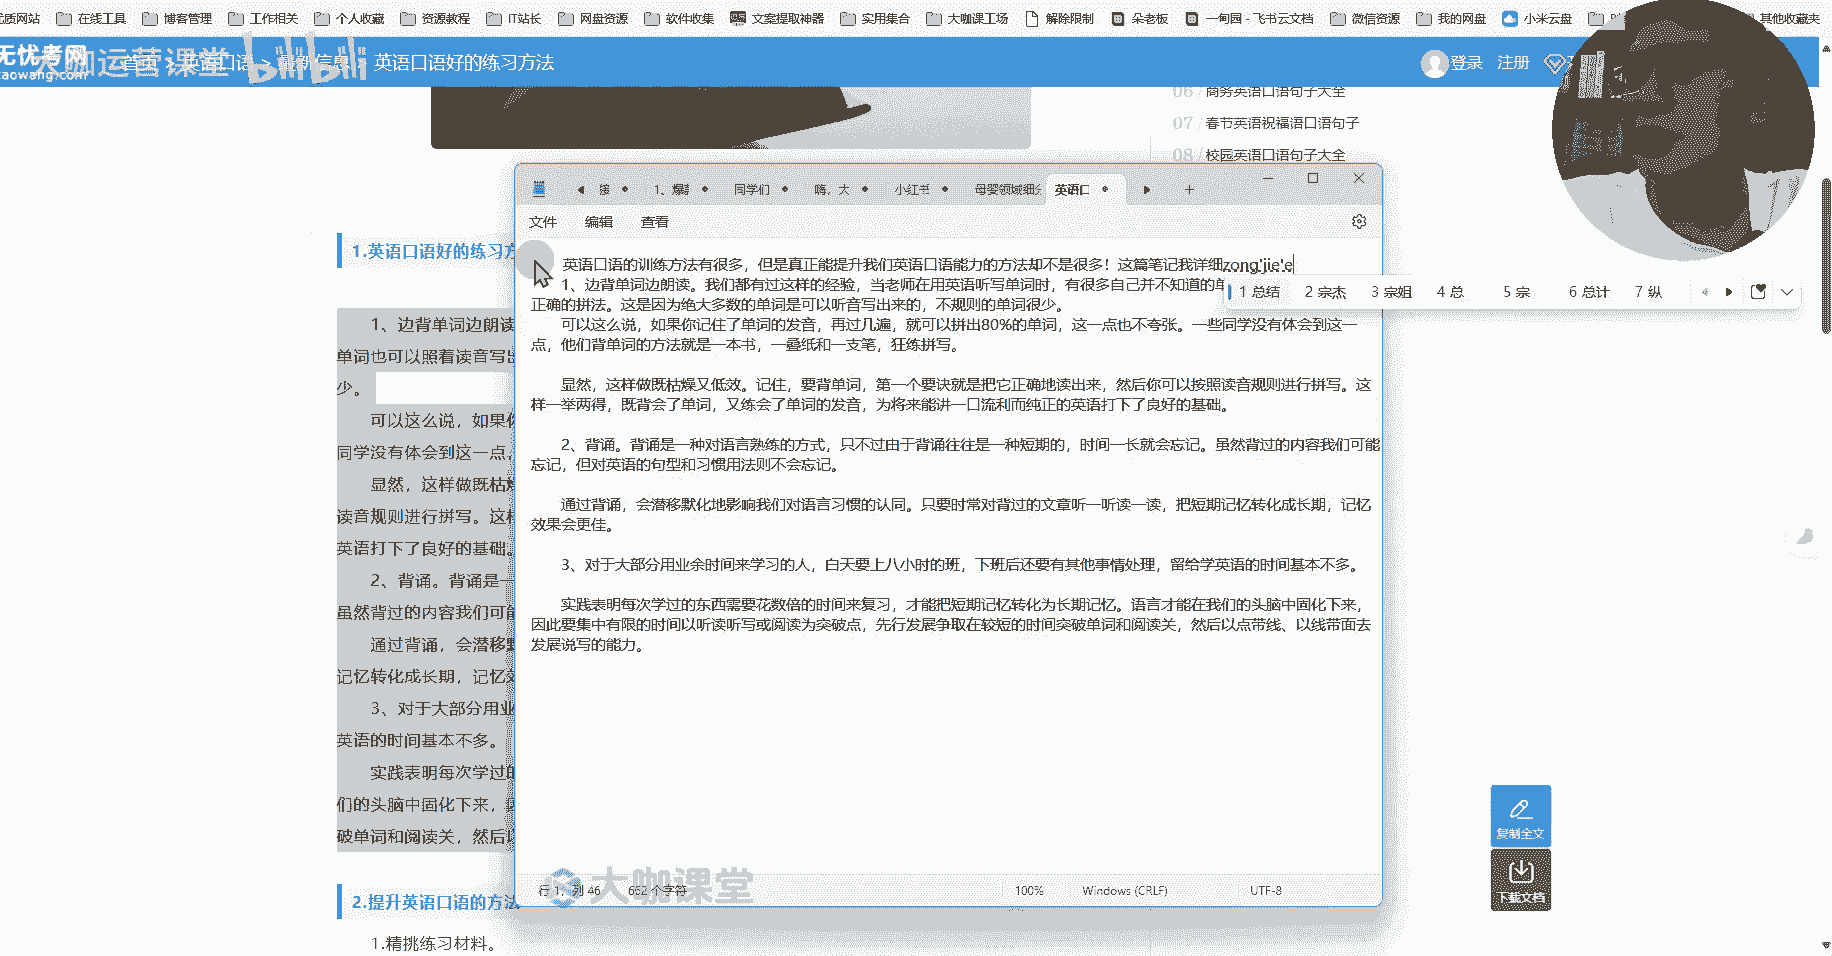 优质网站 在线工具 博客管理 工作相关 个人收藏 资源教程 IT站长 网盘资源 软件收集 文案提取神器 实用集合 大咖课工场 解除限制 朵老板 一甸园 - 飞书云文档 微信资源 我的网盘 小米云盘 其他收藏夹
无忧考网
aowang.com
大咖运营课堂 bilibili
首页 > 英语口语 > 最新信息 > 英语口语好的练习方法
登录 注册
06 / 商务英语口语句子大全
07 / 春节英语祝福语口语句子
08 / 校园英语口语句子大全
1、爆 同学们 嗨，大 小红书 母婴领域细分 英语口
文件 编辑 查看
英语口语的训练方法有很多，但是真正能提升我们英语口语能力的方法却不是很多！这篇笔记我详细zong'jie'e
1 总结 2 宗杰 3 宗姐 4 总 5 宗 6 总计 7 纵
1、边背单词边朗读。我们都有过这样的经验，当老师在用英语听写单词时，有很多自己并不知道的单
正确的拼法。这是因为绝大多数的单词是可以听音写出来的，不规则的单词很少。
可以这么说，如果你记住了单词的发音，再过几遍，就可以拼出80%的单词，这一点也不夸张。一些同学没有体会到这一
点，他们背单词的方法就是一本书，一叠纸和一支笔，狂练拼写。
显然，这样做既枯燥又低效。记住，要背单词，第一个要诀就是把它正确地读出来，然后你可以按照读音规则进行拼写。这
样一举两得，既背会了单词，又练会了单词的发音，为将来能讲一口流利而纯正的英语打下了良好的基础。
2、背诵。背诵是一种对语言熟练的方式，只不过由于背诵往往是一种短期的，时间一长就会忘记。虽然背过的内容我们可能
忘记，但对英语的句型和习惯用法则不会忘记。
通过背诵，会潜移默化地影响我们对语言习惯的认同。只要时常对背过的文章听一听读一读，把短期记忆转化成长期，记忆
效果会更佳。
3、对于大部分用业余时间来学习的人，白天要上八小时的班，下班后还要有其他事情处理，留给学英语的时间基本不多。
实践表明每次学过的东西需要花数倍的时间来复习，才能把短期记忆转化为长期记忆。语言才能在我们的头脑中固化下来，
因此要集中有限的时间以听读听写或阅读为突破点，先行发展争取在较短的时间突破单词和阅读关，然后以点带线、以线带面去
发展说写的能力。
列 46 662 个字符 100% Windows (CRLF) UTF-8
大咖课堂
1.英语口语好的练习方
1、边背单词边朗读
单词也可以照着读音写出
少。
可以这么说，如果你
同学没有体会到这一点，
显然，这样做既枯燥
读音规则进行拼写。这样
英语打下了良好的基础。
2、背诵。背诵是一
虽然背过的内容我们可能
通过背诵，会潜移默
记忆转化成长期，记忆效
3、对于大部分用业
英语的时间基本不多。
实践表明每次学过的
们的头脑中固化下来，因
破单词和阅读关，然后以
2.提升英语口语的方法
1.精挑练习材料。
复制全文
下载文档